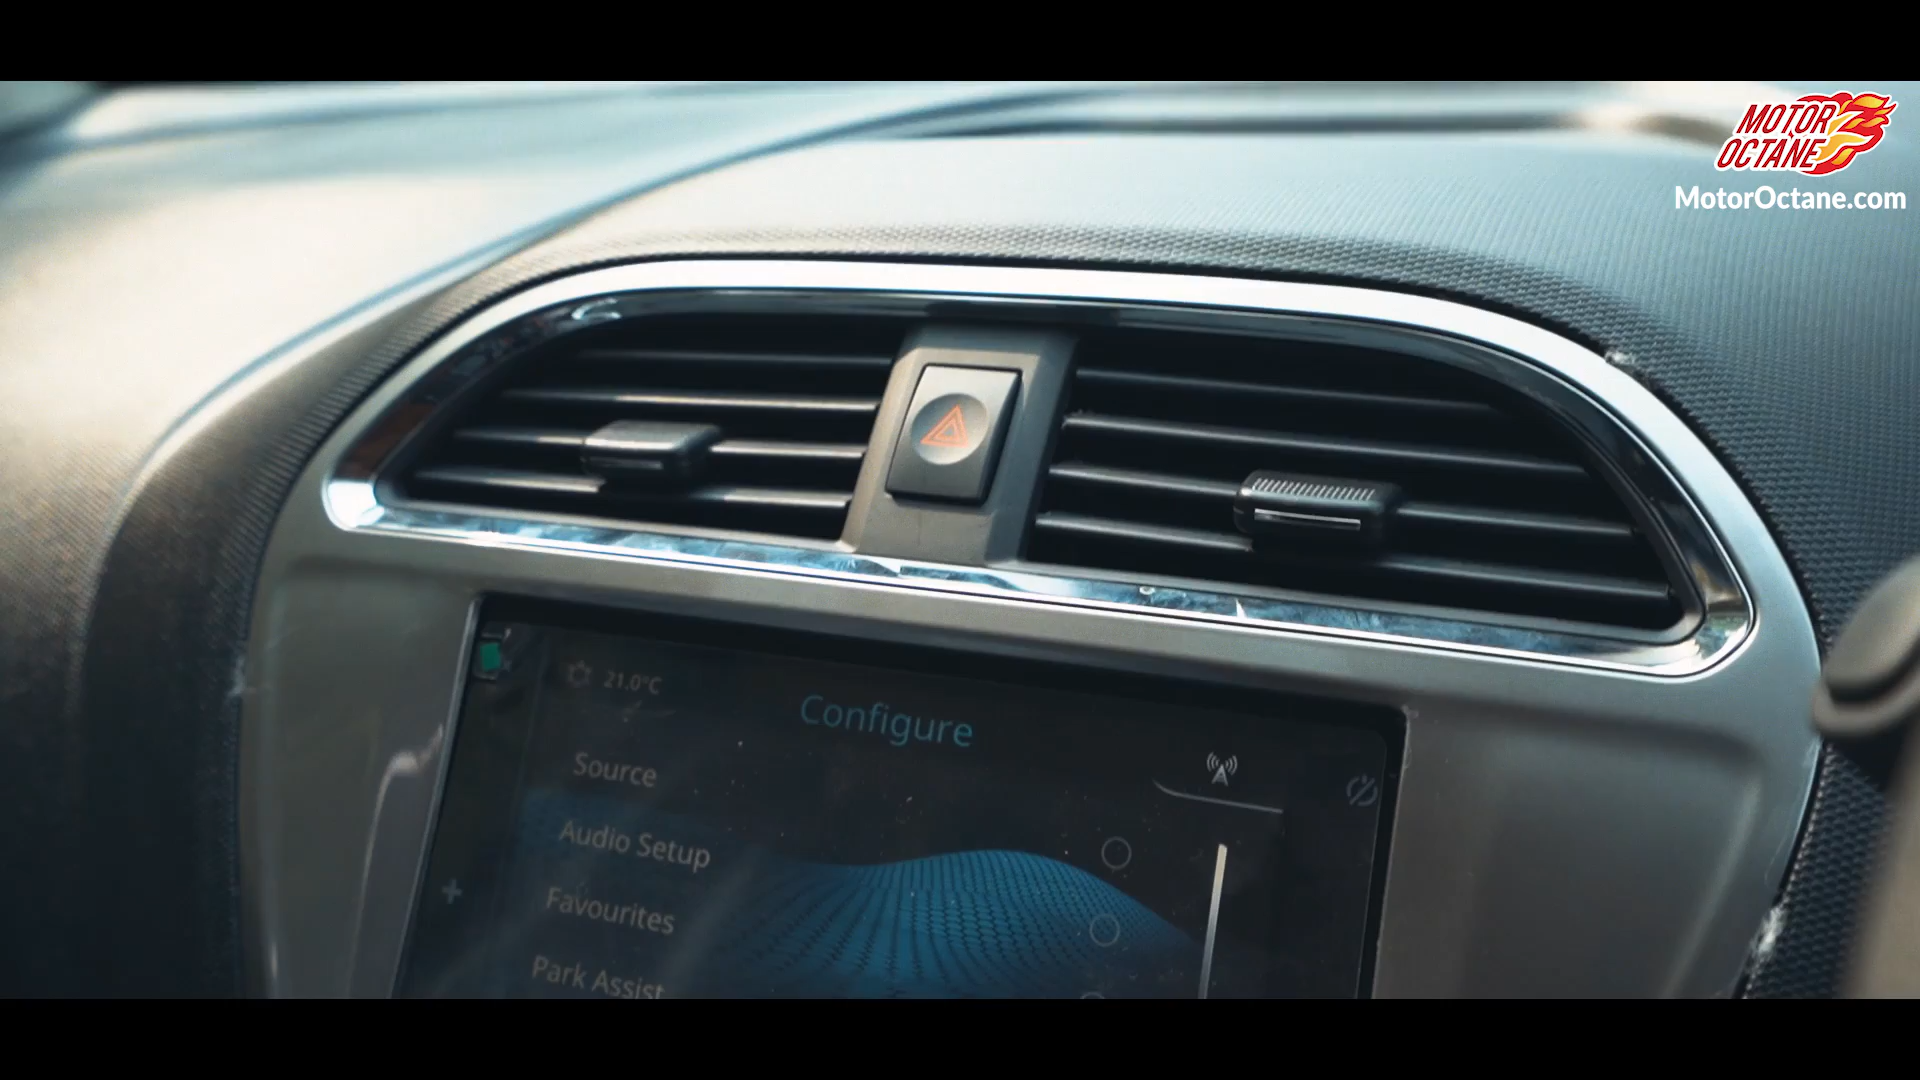 MOTOR
OCTANE
MotorOctane.com
21.0°C
Configure
Source
Audio Setup
Favourites
Park Assist